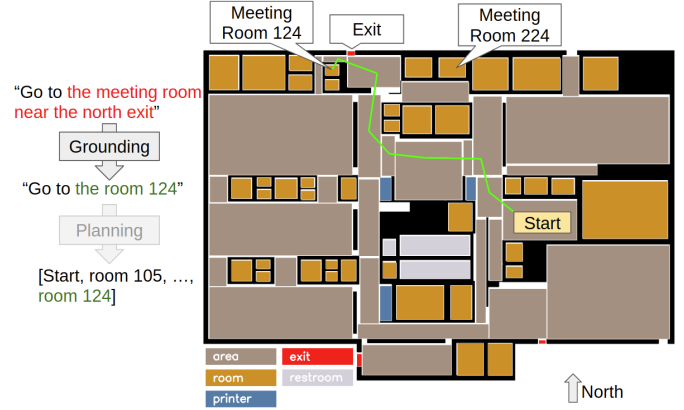 Meeting
Room 124
Exit
Meeting
Room 224
“Go to the meeting room
near the north exit”
Grounding
“Go to the room 124”
Planning
[Start, room 105, …,
room 124]
Start
area
exit
room
restroom
printer
North